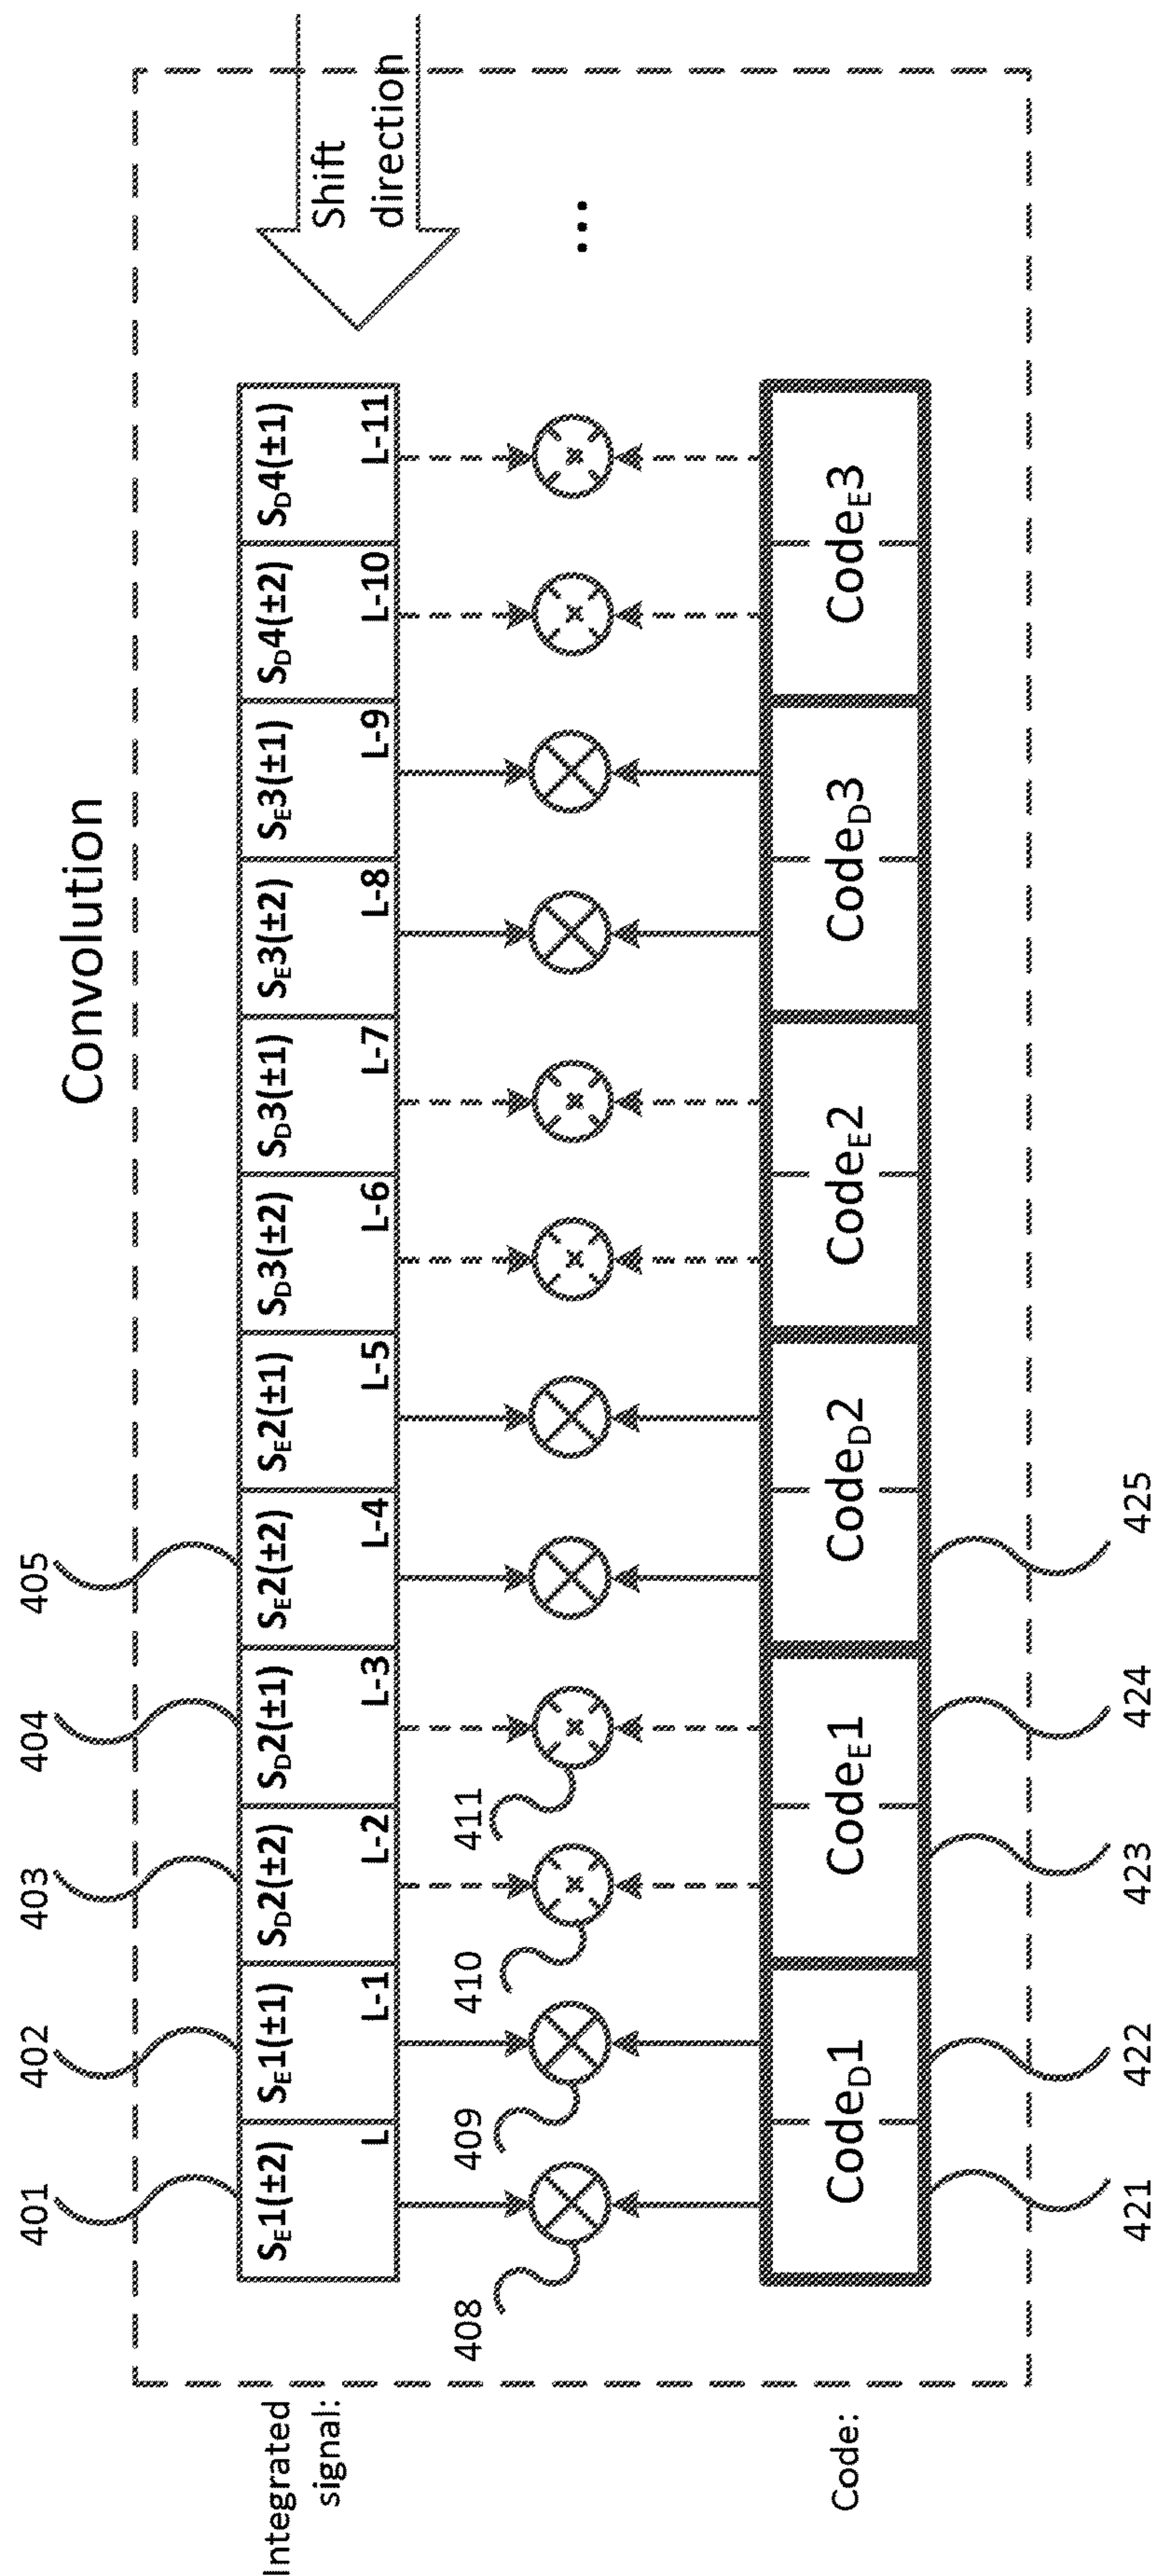 Convolution
405
404
403
402
401
Integrated
signal:
S_E1(±2)
L
S_E1(±1)
L-1
S_D2(±2)
L-2
S_D2(±1)
L-3
S_E2(±2)
L-4
S_E2(±1)
L-5
S_D3(±2)
L-6
S_D3(±1)
L-7
S_E3(±2)
L-8
S_E3(±1)
L-9
S_D4(±2)
L-10
S_D4(±1)
L-11
Shift
direction
408
409
410
411
...
Code:
Code_D1
Code_E1
Code_D2
Code_E2
Code_D3
Code_E3
421
422
423
424
425